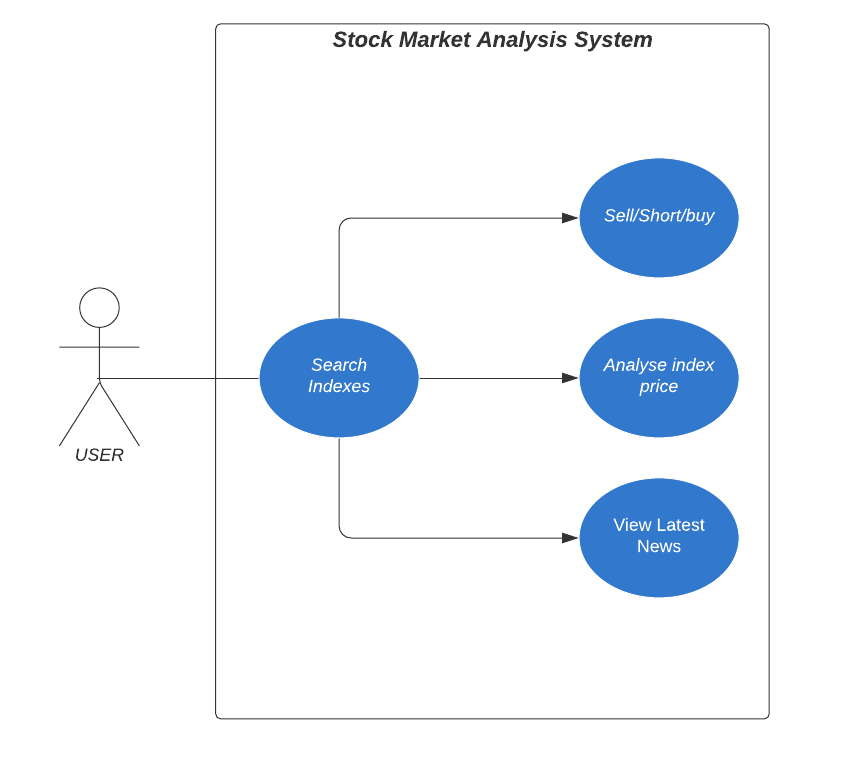 Stock Market Analysis System
Sell/Short/buy
Search
Indexes
Analyse index
price
USER
View Latest
News